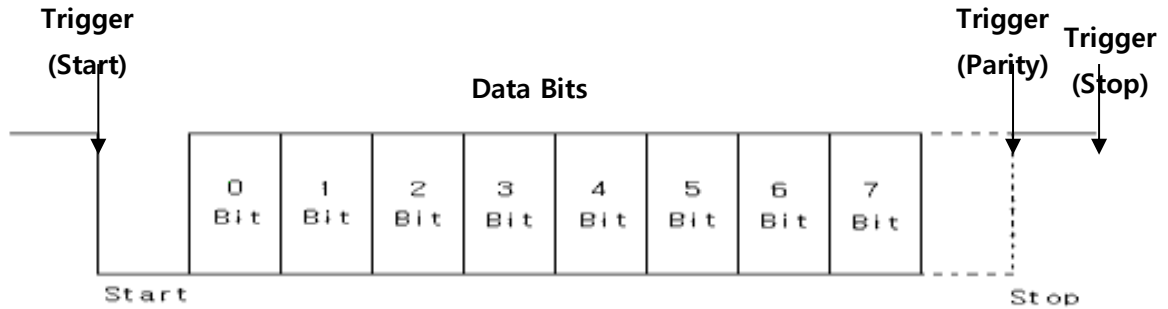 Trigger
(Start)
Trigger
(Parity)
Trigger
(Stop)
Data Bits
0
Bit
1
Bit
2
Bit
3
Bit
4
Bit
5
Bit
6
Bit
7
Bit
Start
Stop